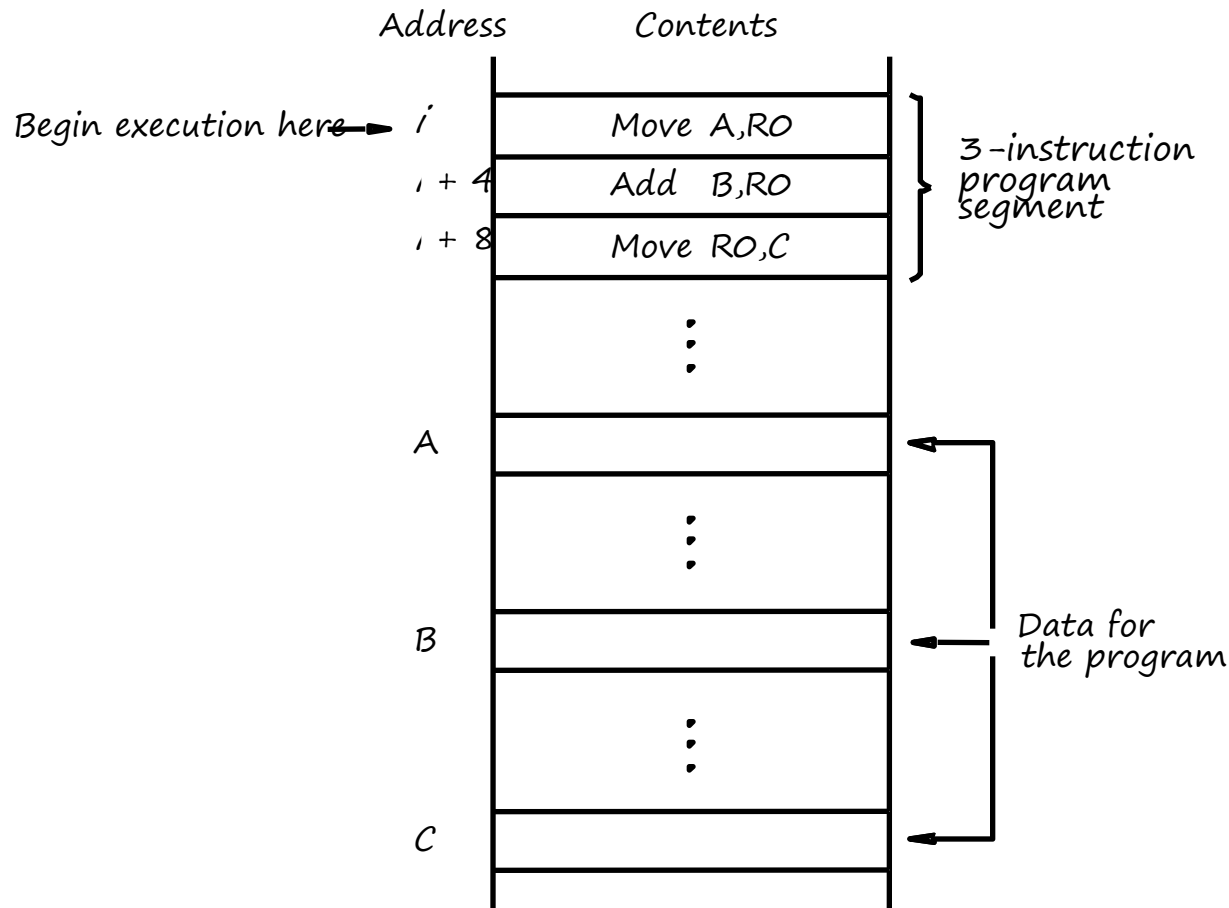 Address Contents
Begin execution here i Move A,R0
i + 4 Add B,R0
i + 8 Move R0,C
3-instruction
program
segment
A
B
Data for
the program
C